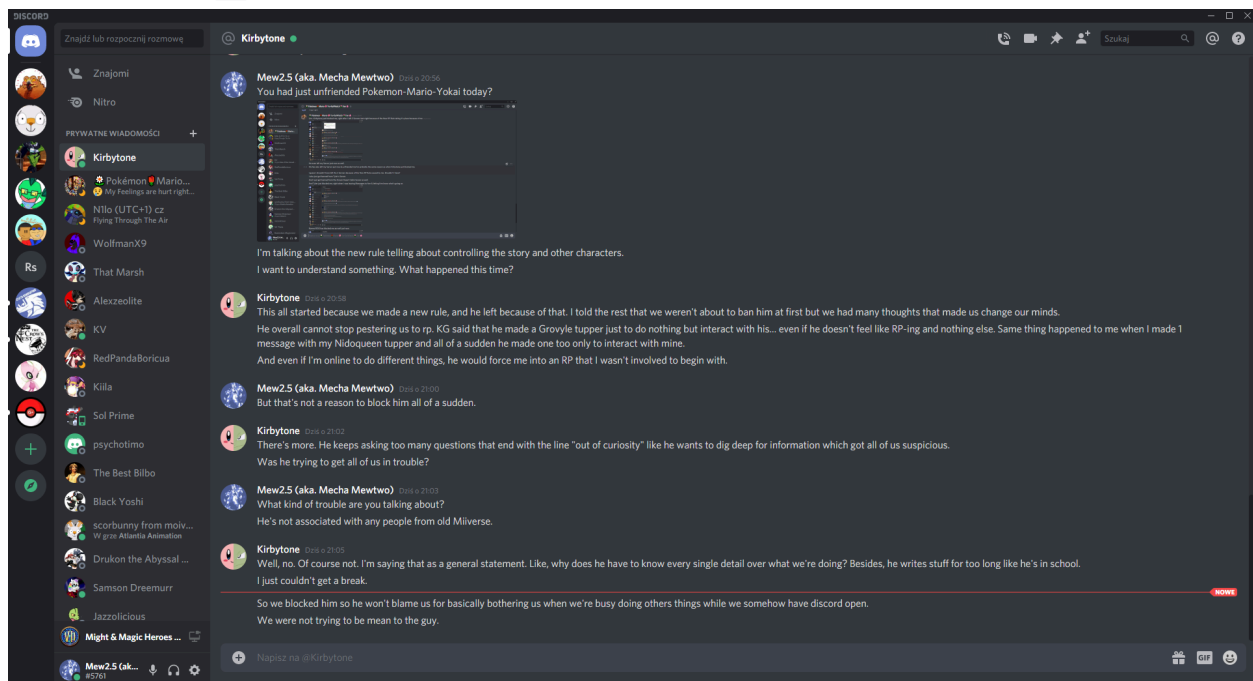 DISCORD
Znajdź lub rozpocznij rozmowę
Kirbytone
Szukaj
Znajomi
Nitro
PRYWATNE WIADOMOŚCI
Kirbytone
Pokémon Mario...
My Feelings are hurt right...
N1lo (UTC+1) cz
Flying Through The Air
WolfmanX9
Rs
That Marsh
Alexzeolite
KV
RedPandaBoricua
Kiila
Sol Prime
psychotimo
The Best Bilbo
Black Yoshi
scorbunny from moiv...
W grze Atlantia Animation
Drukon the Abyssal ...
Samson Dreemurr
Jazzolicious
Might & Magic Heroes ...
Mew2.5 (ak...
#5761
Mew2.5 (aka. Mecha Mewtwo) Dziś o 20:56
You had just unfriended Pokemon-Mario-Yokai today?
I'm talking about the new rule telling about controlling the story and other characters.
I want to understand something. What happened this time?
Kirbytone Dziś o 20:58
This all started because we made a new rule, and he left because of that. I told the rest that we weren't about to ban him at first but we had many thoughts that made us change our minds.
He overall cannot stop pestering us to rp. KG said that he made a Grovyle tupper just to do nothing but interact with his... even if he doesn't feel like RP-ing and nothing else. Same thing happened to me when I made 1
message with my Nidoqueen tupper and all of a sudden he made one too only to interact with mine.
And even if I'm online to do different things, he would force me into an RP that I wasn't involved to begin with.
Mew2.5 (aka. Mecha Mewtwo) Dziś o 21:00
But that's not a reason to block him all of a sudden.
Kirbytone Dziś o 21:02
There's more. He keeps asking too many questions that end with the line "out of curiosity" like he wants to dig deep for information which got all of us suspicious.
Was he trying to get all of us in trouble?
Mew2.5 (aka. Mecha Mewtwo) Dziś o 21:03
What kind of trouble are you talking about?
He's not associated with any people from old Miiverse.
Kirbytone Dziś o 21:05
Well, no. Of course not. I'm saying that as a general statement. Like, why does he have to know every single detail over what we're doing? Besides, he writes stuff for too long like he's in school.
I just couldn't get a break.
NOWE
So we blocked him so he won't blame us for basically bothering us when we're busy doing others things while we somehow have discord open.
We were not trying to be mean to the guy.
Napisz na @Kirbytone
GIF